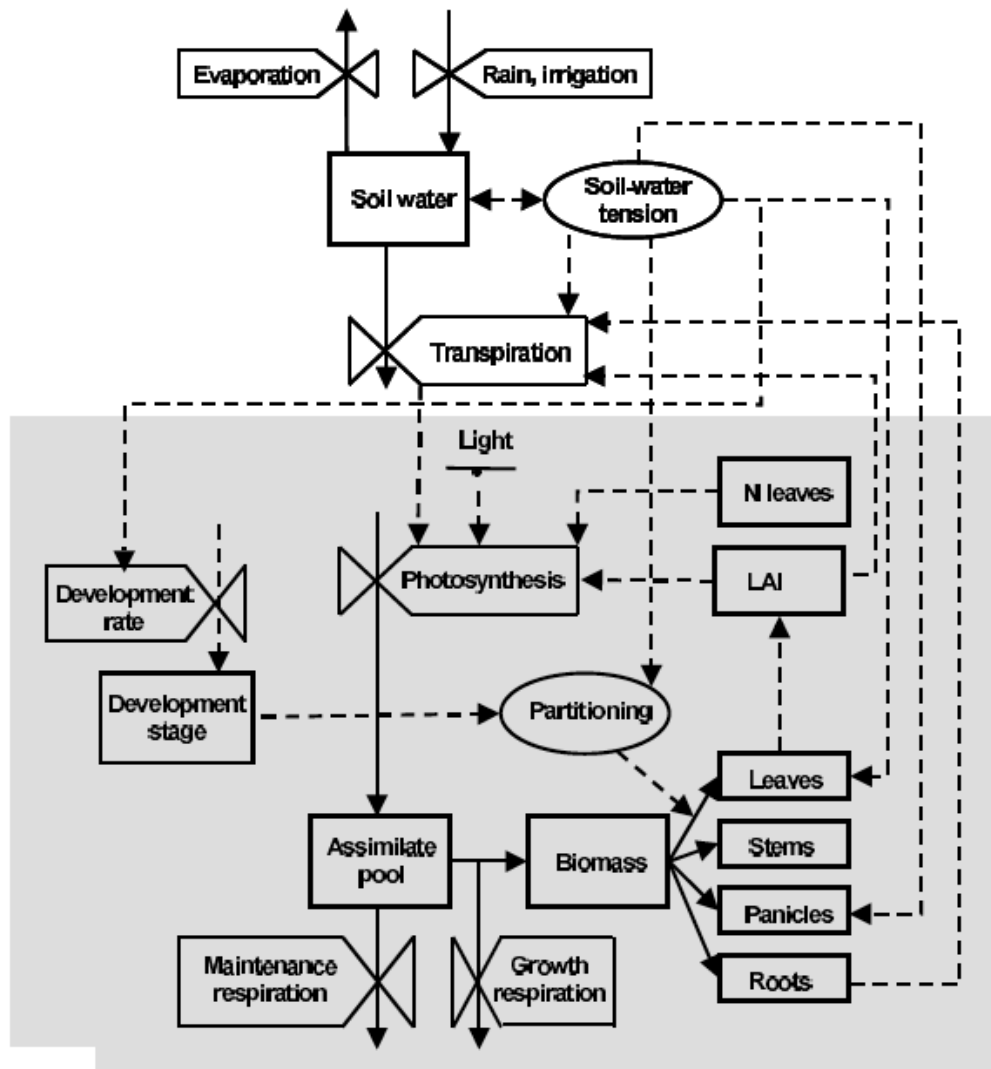 Evaporation
Rain, irrigation
Soil water
Soil-water
tension
Transpiration
Light
N leaves
Photosynthesis
LAI
Development
rate
Development
stage
Partitioning
Leaves
Assimilate
pool
Biomass
Stems
Panicles
Maintenance
respiration
Growth
respiration
Roots